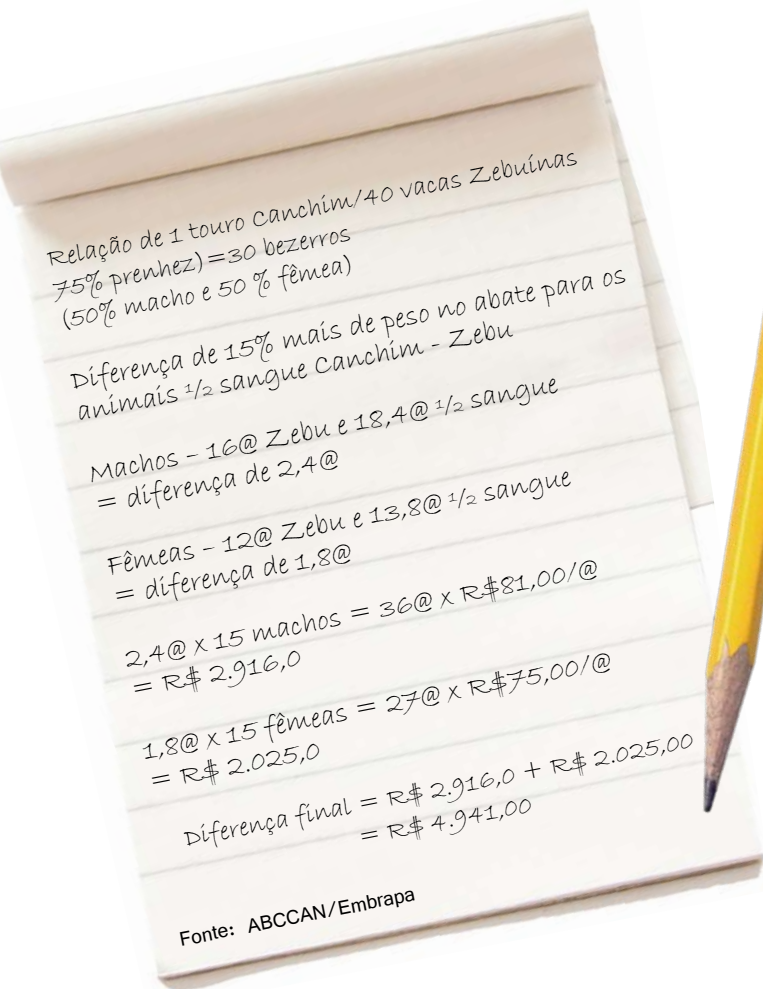 Relação de 1 touro Canchim/40 vacas Zebuínas
75% prenhez) = 30 bezerros
(50% macho e 50 % fêmea)
Diferença de 15% mais de peso no abate para os
animais 1/2 sangue Canchim - Zebu
Machos - 16@ Zebu e 18,4@ 1/2 sangue
= diferença de 2,4@
Fêmeas - 12@ Zebu e 13,8@ 1/2 sangue
= diferença de 1,8@
2,4@ x 15 machos = 36@ x R$81,00/@
= R$ 2.916,0
1,8@ x 15 fêmeas = 27@ x R$75,00/@
= R$ 2.025,0
Diferença final = R$ 2.916,0 + R$ 2.025,00
= R$ 4.941,00
Fonte: ABCCAN/Embrapa